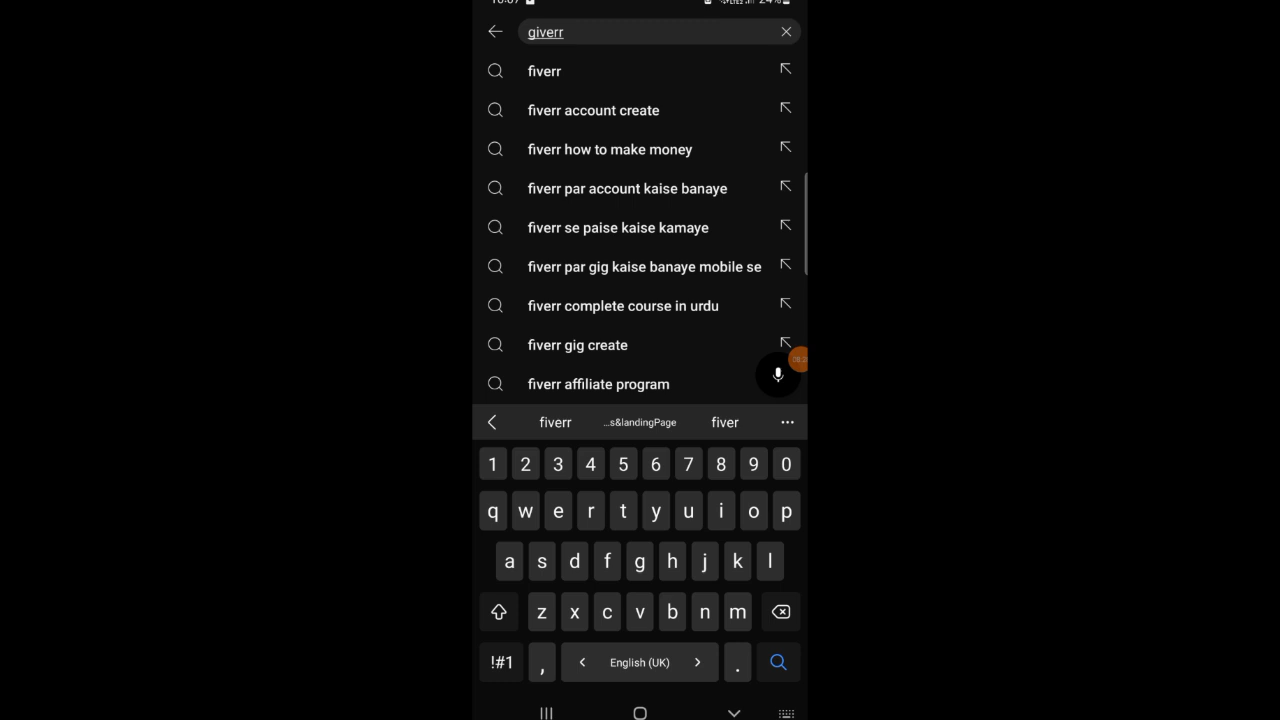 giverr
fiverr
fiverr account create
fiverr how to make money
fiverr par account kaise banaye
fiverr se paise kaise kamaye
fiverr par gig kaise banaye mobile se
fiverr complete course in urdu
fiverr gig create
fiverr affiliate program
fiverr ...s&landingPage fiver
1 2 3 4 5 6 7 8 9 0
q w e r t y u i o p
a s d f g h j k l
z x c v b n m
!#1 , < English (UK) > .